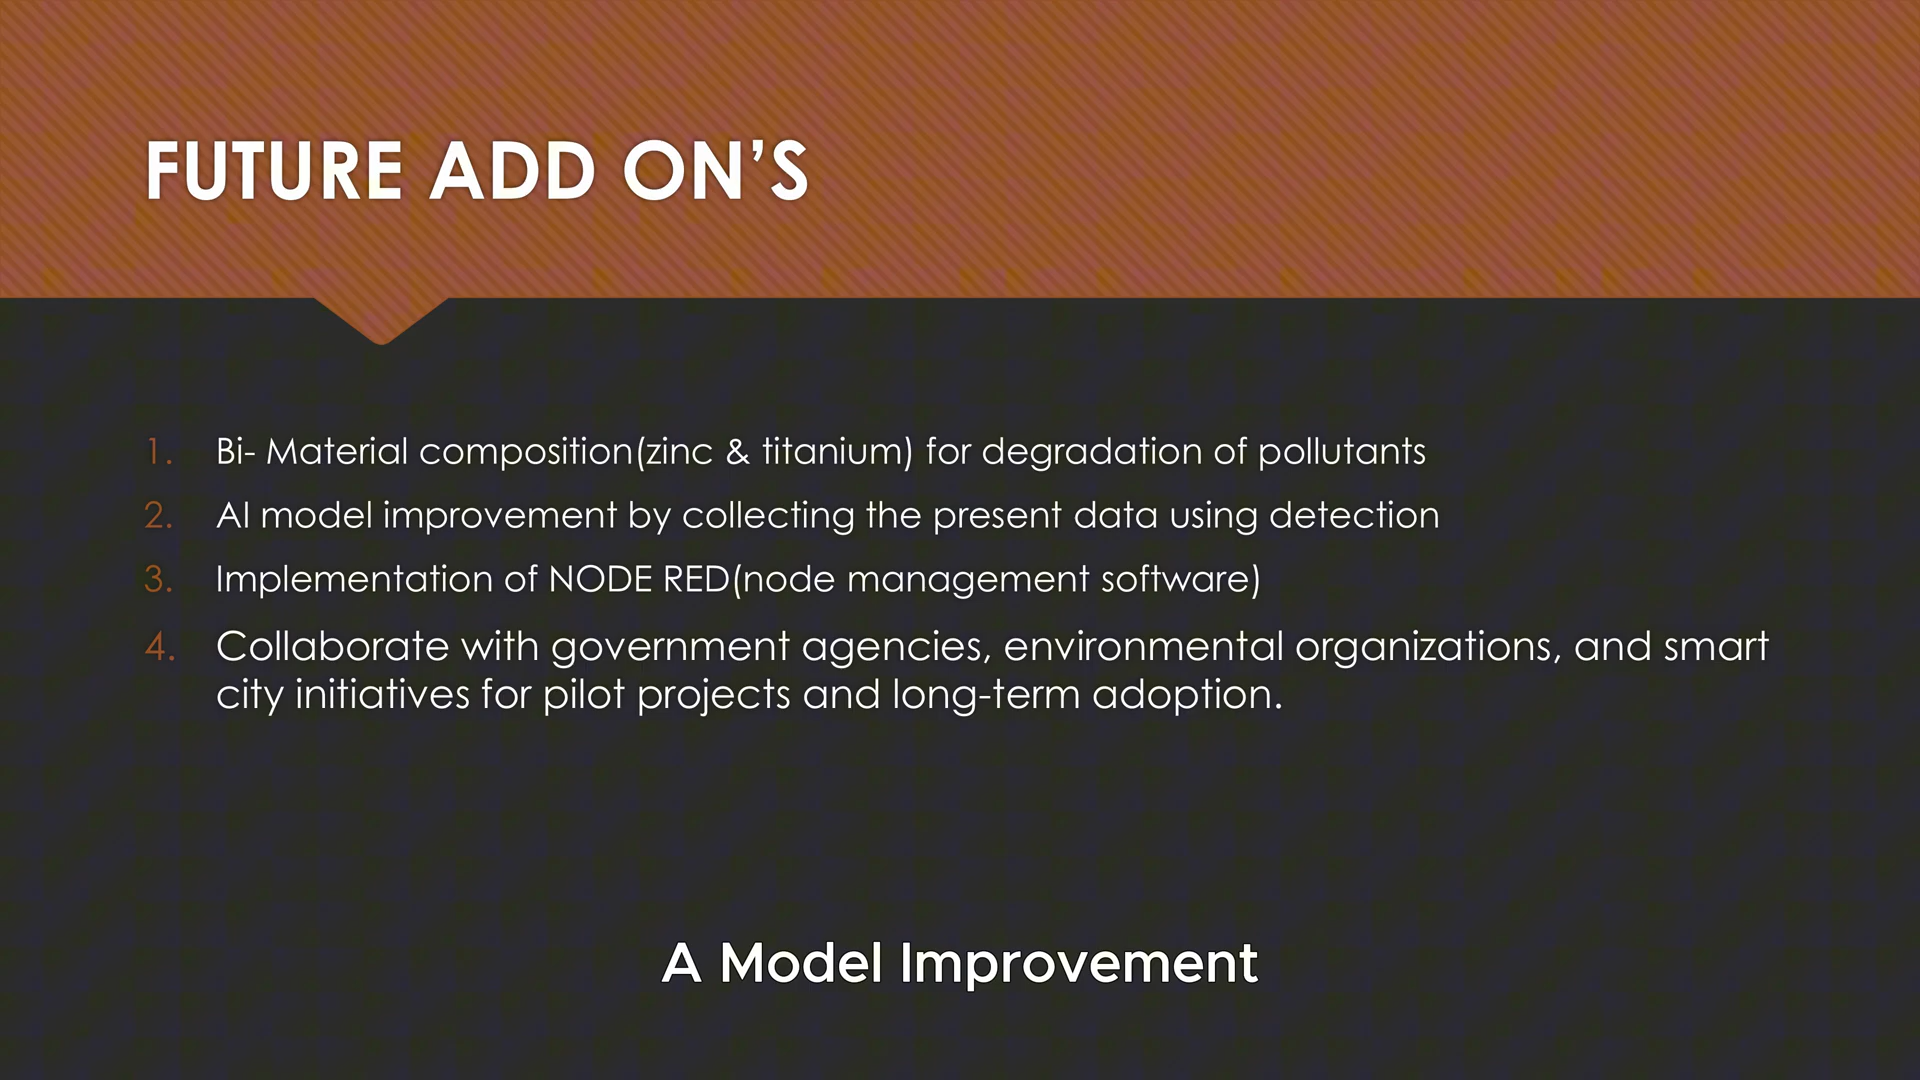 FUTURE ADD ON’S
1. Bi- Material composition(zinc & titanium) for degradation of pollutants
2. AI model improvement by collecting the present data using detection
3. Implementation of NODE RED(node management software)
4. Collaborate with government agencies, environmental organizations, and smart
city initiatives for pilot projects and long-term adoption.
A Model Improvement